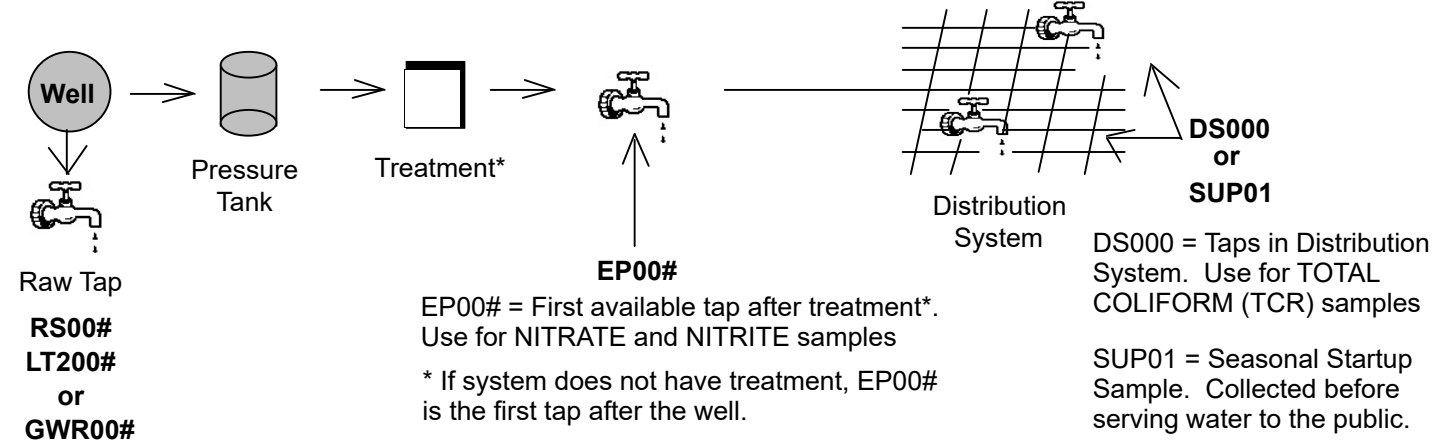 Well
Pressure
Tank
Treatment*
Raw Tap
RS00#
LT200#
or
GWR00#
EP00#
EP00# = First available tap after treatment*.
Use for NITRATE and NITRITE samples
* If system does not have treatment, EP00#
is the first tap after the well.
Distribution
System
DS000
or
SUP01
DS000 = Taps in Distribution
System.  Use for TOTAL
COLIFORM (TCR) samples
SUP01 = Seasonal Startup
Sample.  Collected before
serving water to the public.